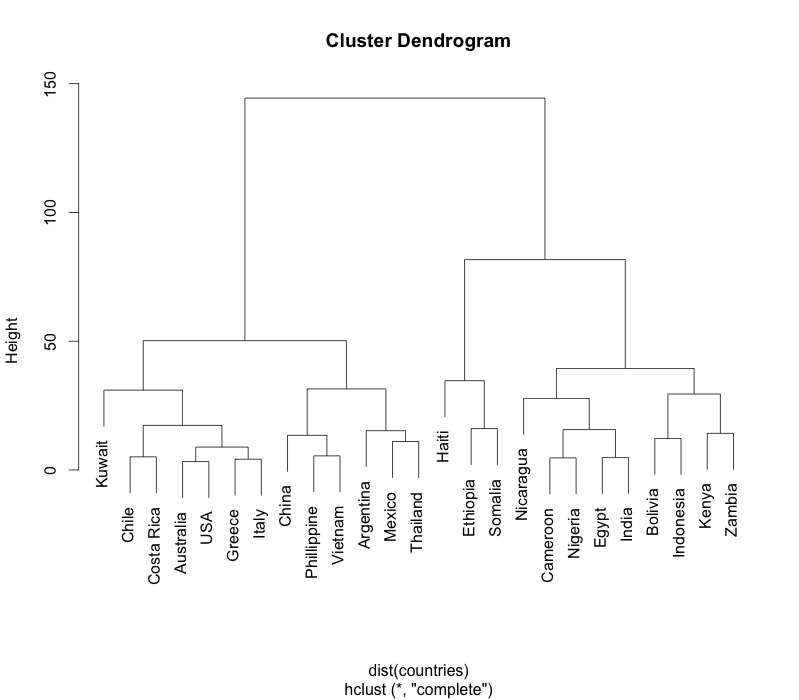 Cluster Dendrogram
150
100
50
0
Height
Kuwait
Chile
Costa Rica
Australia
USA
Greece
Italy
China
Phillippine
Vietnam
Argentina
Mexico
Thailand
Haiti
Ethiopia
Somalia
Nicaragua
Cameroon
Nigeria
Egypt
India
Bolivia
Indonesia
Kenya
Zambia
dist(countries)
hclust (*, "complete")